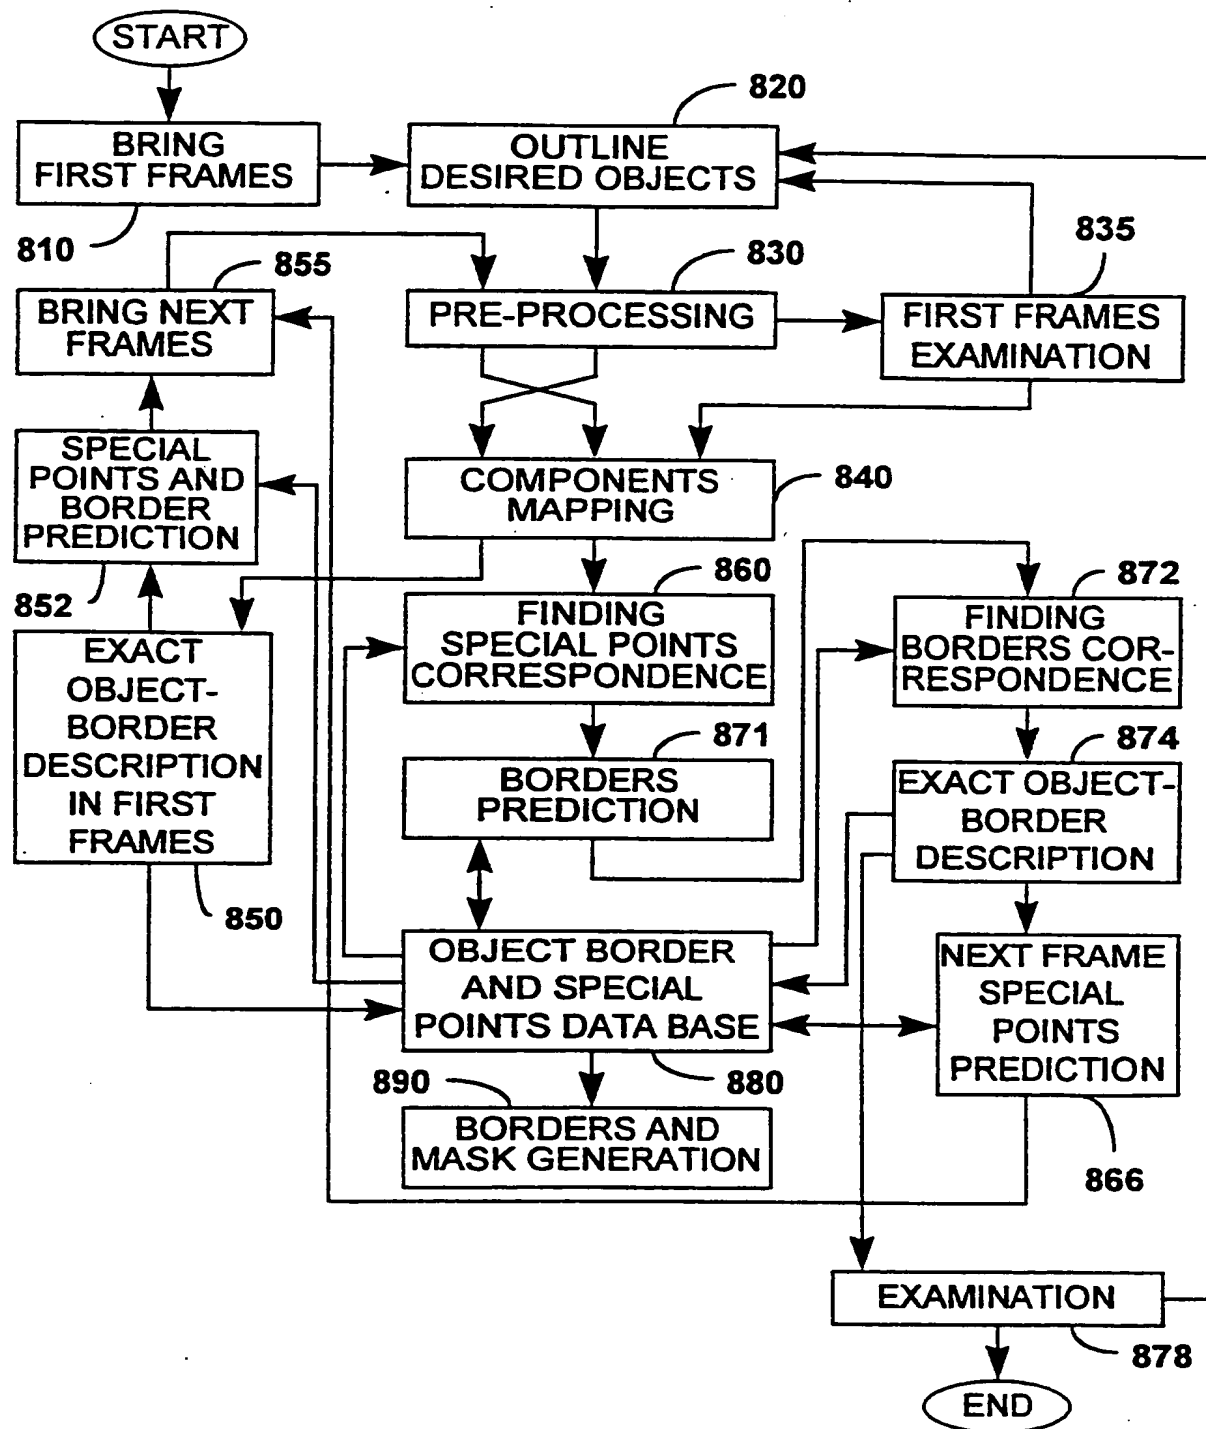 START
820
BRING
FIRST FRAMES
OUTLINE
DESIRED OBJECTS
810
855
830
835
BRING NEXT
FRAMES
PRE-PROCESSING
FIRST FRAMES
EXAMINATION
SPECIAL
POINTS AND
BORDER
PREDICTION
COMPONENTS
MAPPING
840
852
860
872
EXACT
OBJECT-
BORDER
DESCRIPTION
IN FIRST
FRAMES
FINDING
SPECIAL POINTS
CORRESPONDENCE
FINDING
BORDERS COR-
RESPONDENCE
871
874
BORDERS
PREDICTION
EXACT OBJECT-
BORDER
DESCRIPTION
850
OBJECT BORDER
AND SPECIAL
POINTS DATA BASE
NEXT FRAME
SPECIAL
POINTS
PREDICTION
890
880
BORDERS AND
MASK GENERATION
866
EXAMINATION
878
END